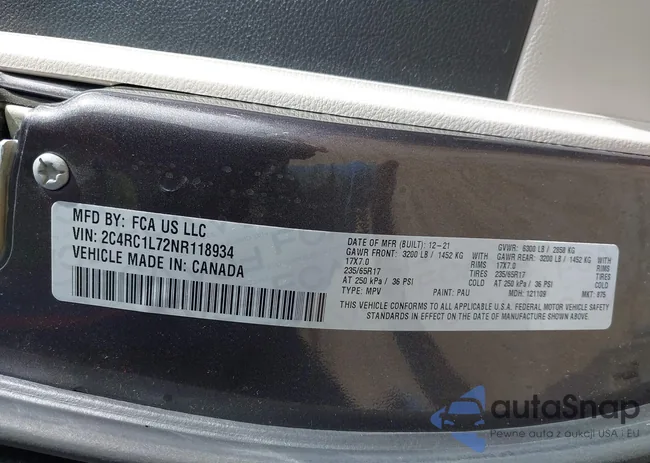 MFD BY: FCA US LLC
VIN: 2C4RC1L72NR118934
VEHICLE MADE IN: CANADA
DATE OF MFR (BUILT): 12-21 GVWR: 6300 LB / 2858 KG
GAWR FRONT: 3200 LB / 1452 KG WITH GAWR REAR: 3200 LB / 1452 KG WITH
17X7.0 RIMS 17X7.0 RIMS
235/65R17 TIRES 235/65R17 TIRES
AT 250 kPa / 36 PSI COLD AT 250 kPa / 36 PSI COLD
TYPE: MPV PAINT: PAU MDH: 121109 MKT: 875
THIS VEHICLE CONFORMS TO ALL APPLICABLE U.S.A. FEDERAL MOTOR VEHICLE SAFETY
STANDARDS IN EFFECT ON THE DATE OF MANUFACTURE SHOWN ABOVE.
autaSnap
Pewne auta z aukcji USA i EU